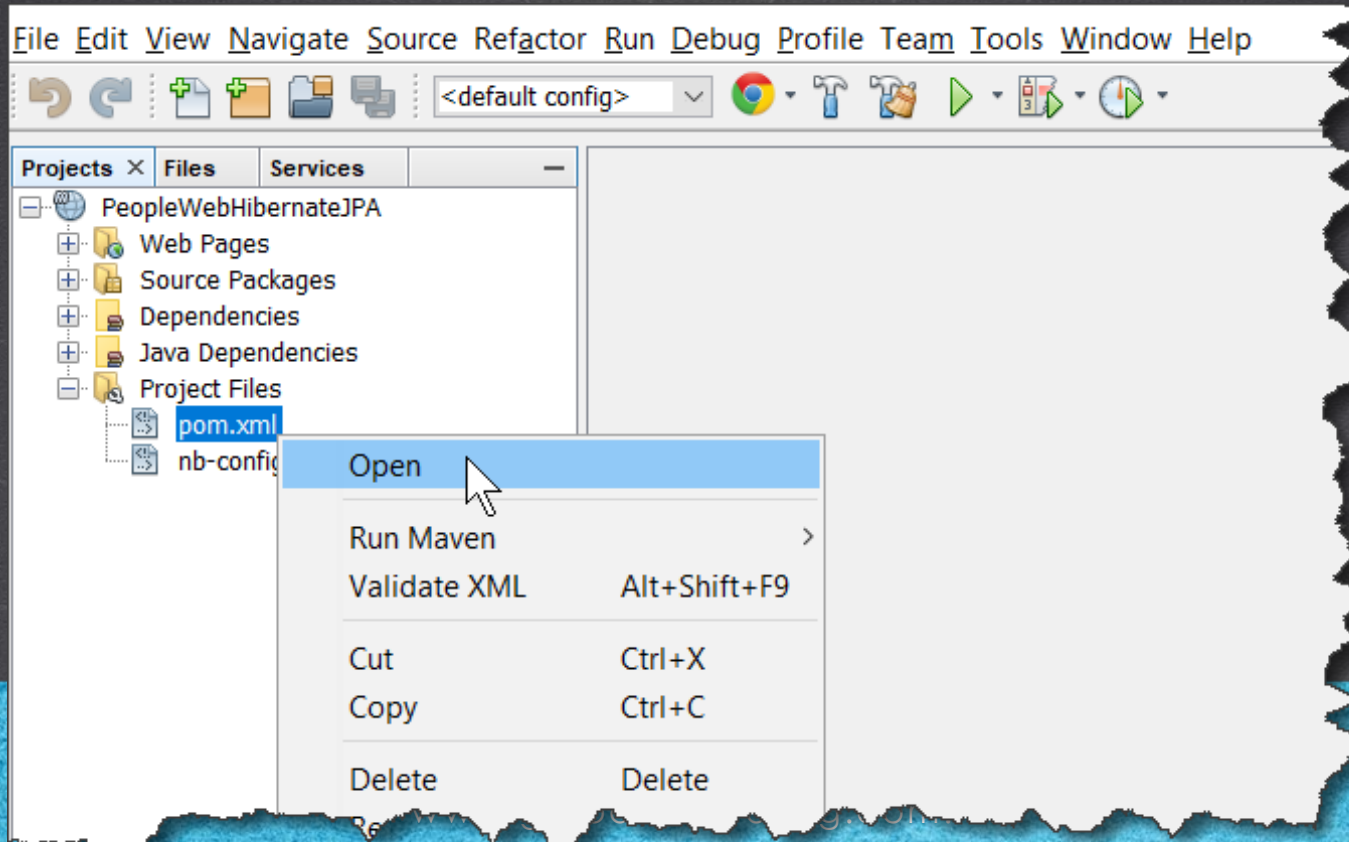 File Edit View Navigate Source Refactor Run Debug Profile Team Tools Window Help
<default config>
Projects Files Services
PeopleWebHibernateJPA
Web Pages
Source Packages
Dependencies
Java Dependencies
Project Files
pom.xml
nb-config
Open
Run Maven
Validate XML Alt+Shift+F9
Cut Ctrl+X
Copy Ctrl+C
Delete Delete